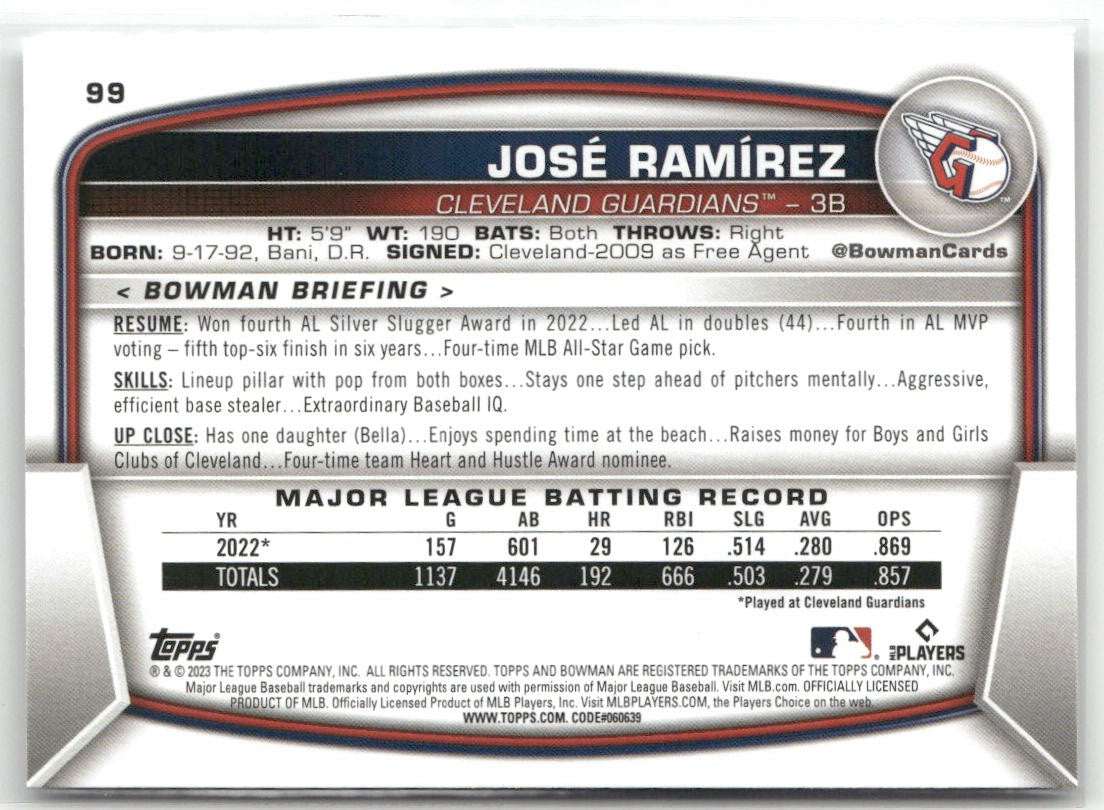 99
JOSÉ RAMÍREZ
CLEVELAND GUARDIANS™ – 3B
HT: 5'9" WT: 190 BATS: Both THROWS: Right
BORN: 9-17-92, Bani, D.R. SIGNED: Cleveland-2009 as Free Agent @BowmanCards
< BOWMAN BRIEFING >
RESUME: Won fourth AL Silver Slugger Award in 2022...Led AL in doubles (44)...Fourth in AL MVP
voting – fifth top-six finish in six years...Four-time MLB All-Star Game pick.
SKILLS: Lineup pillar with pop from both boxes...Stays one step ahead of pitchers mentally...Aggressive,
efficient base stealer...Extraordinary Baseball IQ.
UP CLOSE: Has one daughter (Bella)...Enjoys spending time at the beach...Raises money for Boys and Girls
Clubs of Cleveland...Four-time team Heart and Hustle Award nominee.
MAJOR LEAGUE BATTING RECORD
YR G AB HR RBI SLG AVG OPS
2022* 157 601 29 126 .514 .280 .869
TOTALS 1137 4146 192 666 .503 .279 .857
*Played at Cleveland Guardians
topps®
MLB PLAYERS
® & © 2023 THE TOPPS COMPANY, INC. ALL RIGHTS RESERVED. TOPPS AND BOWMAN ARE REGISTERED TRADEMARKS OF THE TOPPS COMPANY, INC.
Major League Baseball trademarks and copyrights are used with permission of Major League Baseball. Visit MLB.com. OFFICIALLY LICENSED
PRODUCT OF MLB. Officially Licensed Product of MLB Players, Inc. Visit MLBPLAYERS.COM, the Players Choice on the web.
WWW.TOPPS.COM. CODE#060639